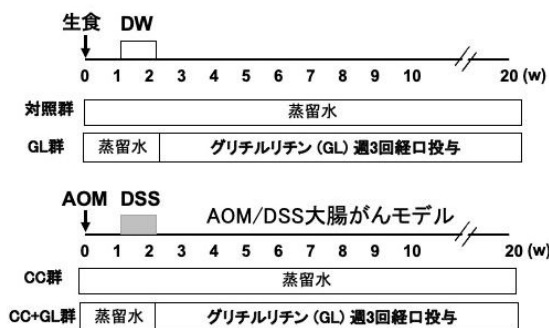 生食 DW
0 1 2 3 4 5 6 7 8 9 10 20 (w)
対照群 蒸留水
GL群 蒸留水 グリチルリチン (GL) 週3回経口投与
AOM DSS AOM/DSS大腸がんモデル
0 1 2 3 4 5 6 7 8 9 10 20 (w)
CC群 蒸留水
CC+GL群 蒸留水 グリチルリチン (GL) 週3回経口投与